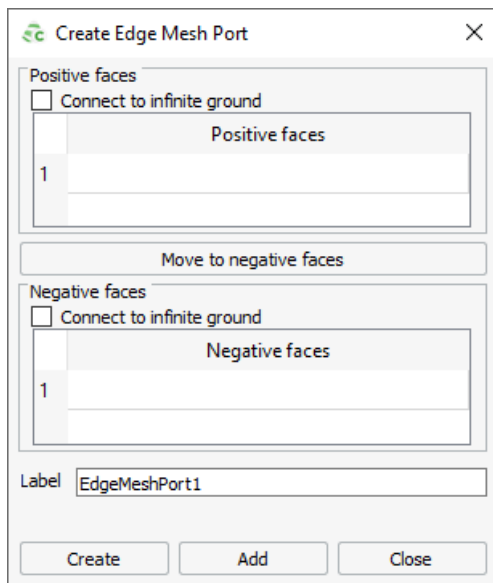 Create Edge Mesh Port
Positive faces
Connect to infinite ground
Positive faces
1
Move to negative faces
Negative faces
Connect to infinite ground
Negative faces
1
Label EdgeMeshPort1
Create Add Close